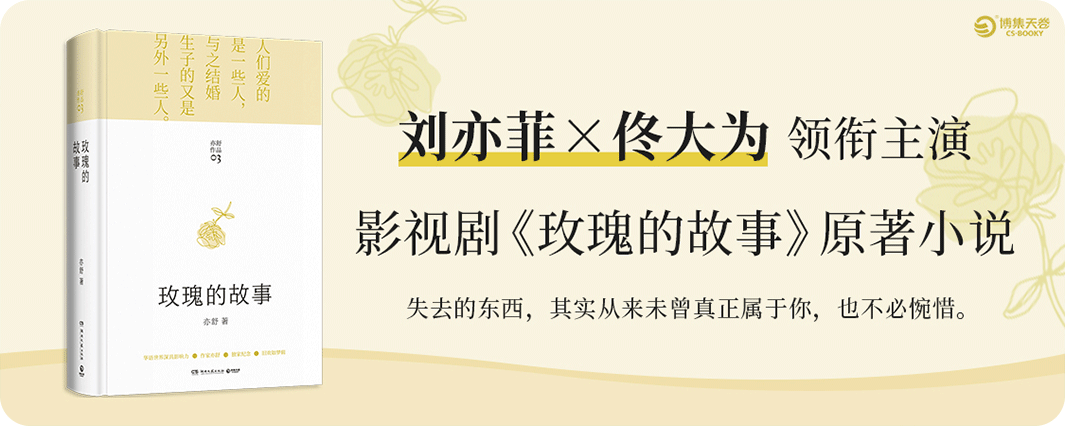 博集天卷
CS-BOOKY
刘亦菲×佟大为 领衔主演
影视剧《玫瑰的故事》原著小说
失去的东西，其实从来未曾真正属于你，也不必惋惜。
人们爱的
是一些人，
与之结婚
生子的又是
另外一些人。
亦舒
作品
03
玫瑰的故事
亦舒 著
玫瑰的
故事
亦舒 著